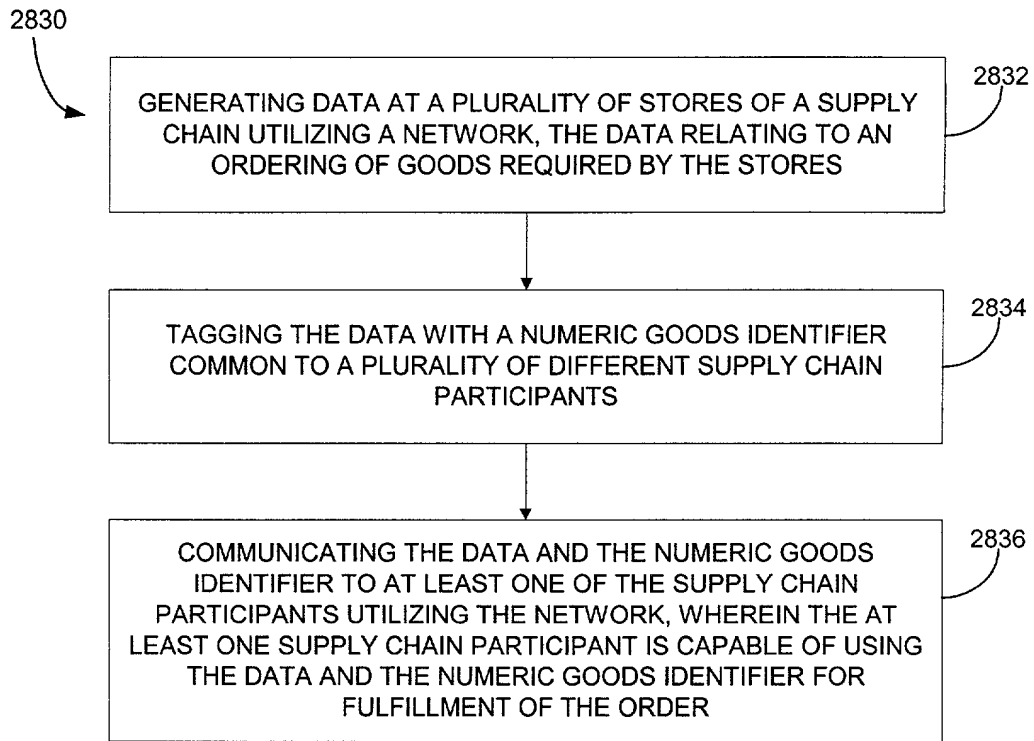 2830
GENERATING DATA AT A PLURALITY OF STORES OF A SUPPLY
CHAIN UTILIZING A NETWORK, THE DATA RELATING TO AN
ORDERING OF GOODS REQUIRED BY THE STORES
2832
TAGGING THE DATA WITH A NUMERIC GOODS IDENTIFIER
COMMON TO A PLURALITY OF DIFFERENT SUPPLY CHAIN
PARTICIPANTS
2834
COMMUNICATING THE DATA AND THE NUMERIC GOODS
IDENTIFIER TO AT LEAST ONE OF THE SUPPLY CHAIN
PARTICIPANTS UTILIZING THE NETWORK, WHEREIN THE AT
LEAST ONE SUPPLY CHAIN PARTICIPANT IS CAPABLE OF USING
THE DATA AND THE NUMERIC GOODS IDENTIFIER FOR
FULFILLMENT OF THE ORDER
2836